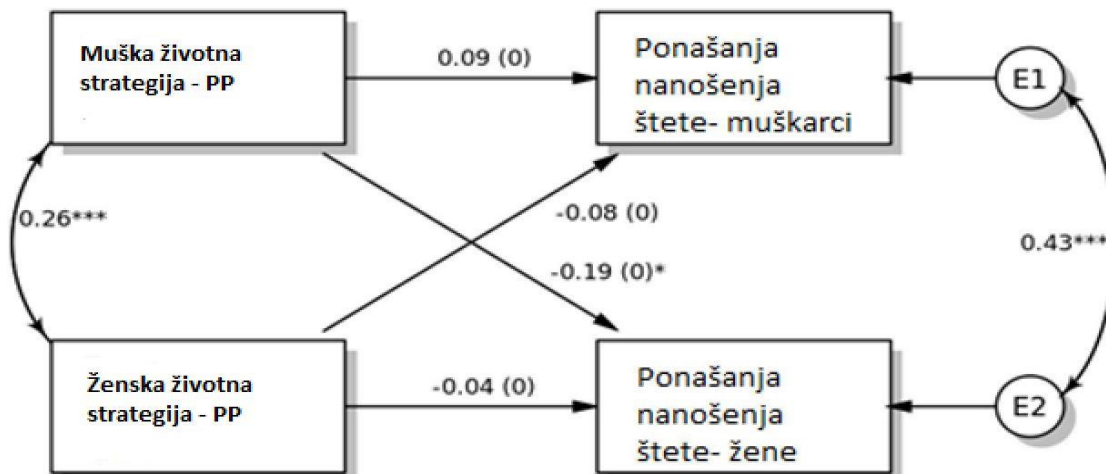 Muška životna
strategija - PP
0.09 (0)
Ponašanja
nanošenja
štete- muškarci
E1
0.26***
-0.08 (0)
-0.19 (0)*
0.43***
Ženska životna
strategija - PP
-0.04 (0)
Ponašanja
nanošenja
štete- žene
E2